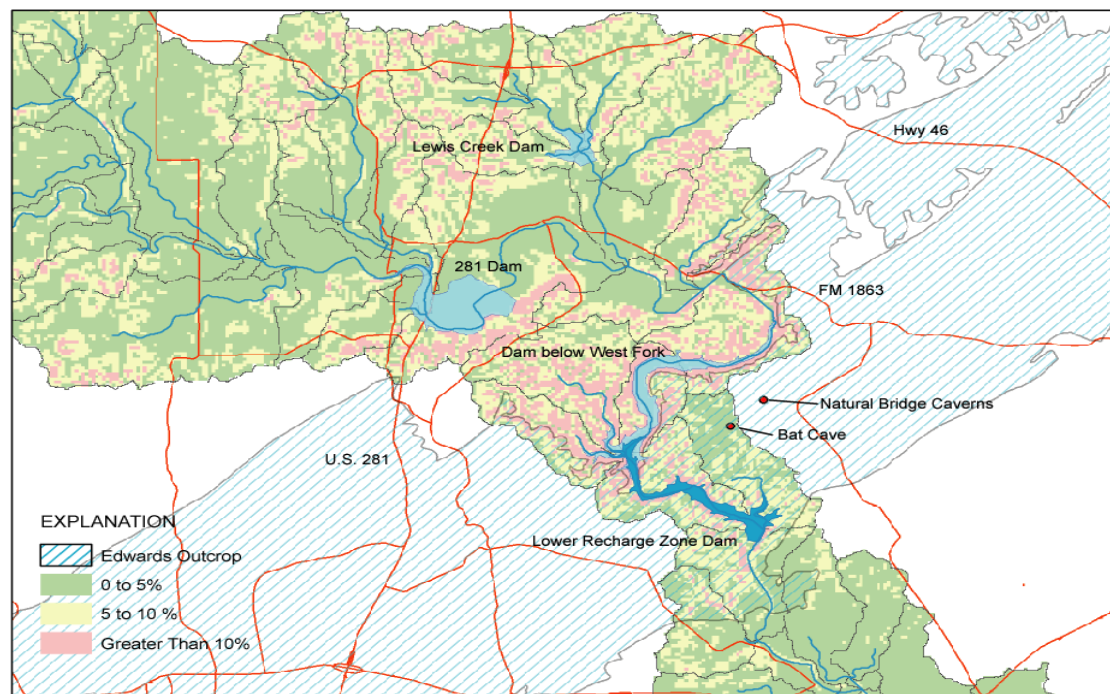 Hwy 46
Lewis Creek Dam
281 Dam
FM 1863
Dam below West Fork
Natural Bridge Caverns
Bat Cave
U.S. 281
EXPLANATION
Lower Recharge Zone Dam
Edwards Outcrop
0 to 5%
5 to 10 %
Greater Than 10%